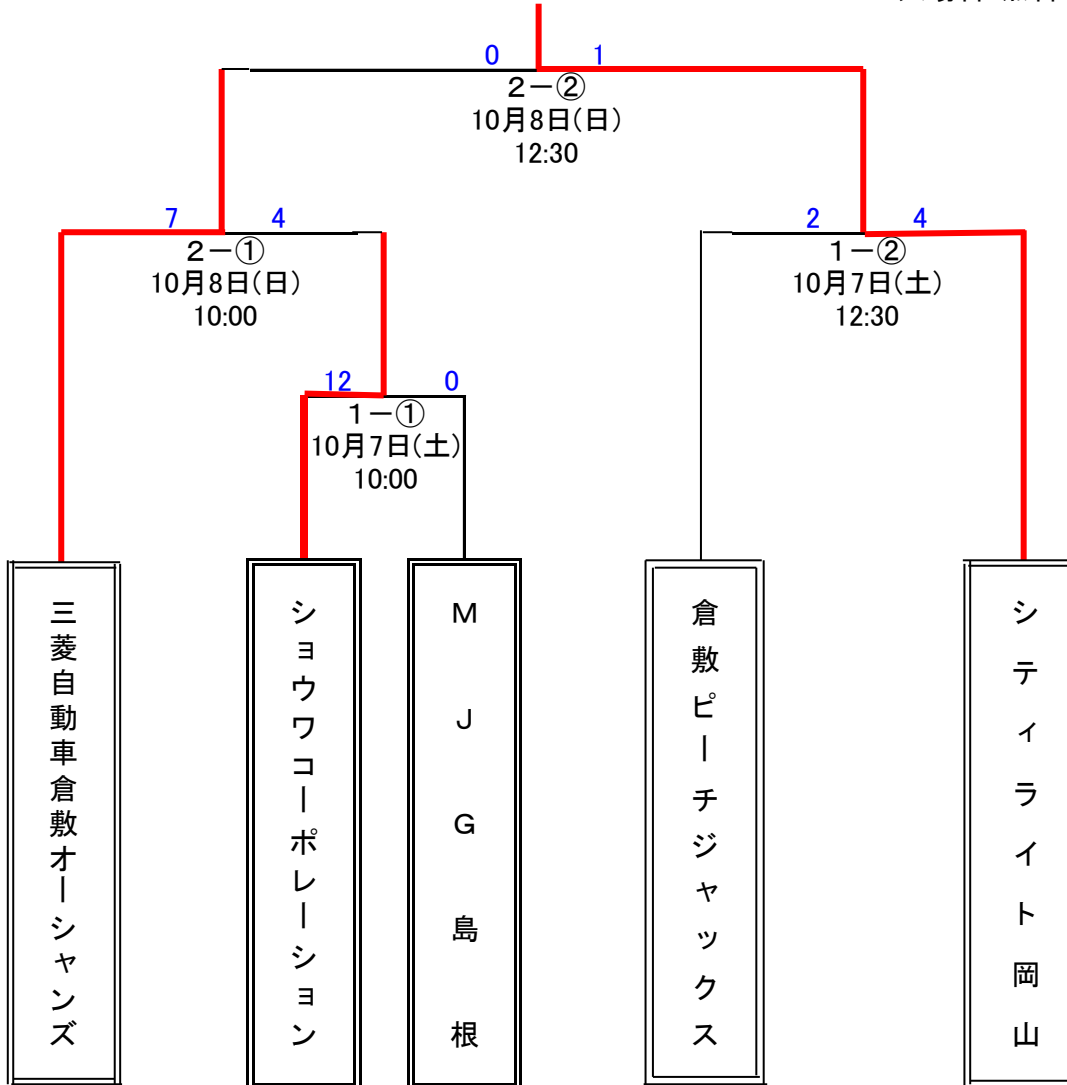 0 1
2－②
10月8日(日)
12:30
7 4
2－①
10月8日(日)
10:00
2 4
1－②
10月7日(土)
12:30
12 0
1－①
10月7日(土)
10:00
三菱自動車倉敷オーシャンズ
ショウワコーポレーション
ＭＪＧ島根
倉敷ピーチジャックス
シティライト岡山